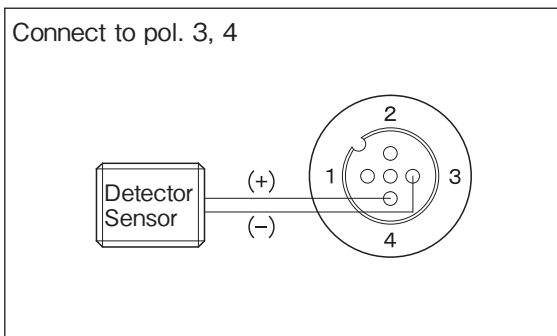 Connect to pol. 3, 4
2
1
3
4
(+)
(−)
Detector
Sensor